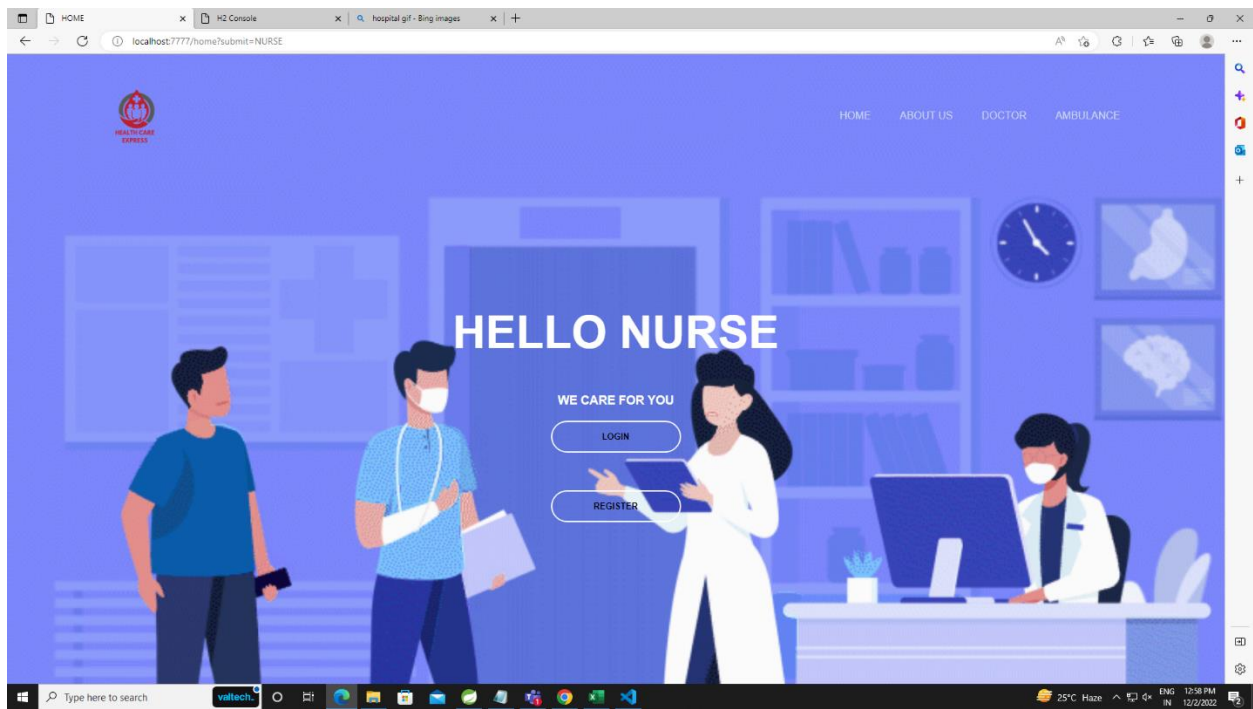 HOME
H2 Console
hospital gif - Bing images
localhost:7777/home?submit=NURSE
HEALTH CARE
EXPRESS
HOME ABOUT US DOCTOR AMBULANCE
HELLO NURSE
WE CARE FOR YOU
LOGIN
REGISTER
Type here to search
valtech.
25°C Haze
ENG
IN
12:58 PM
12/2/2022
2